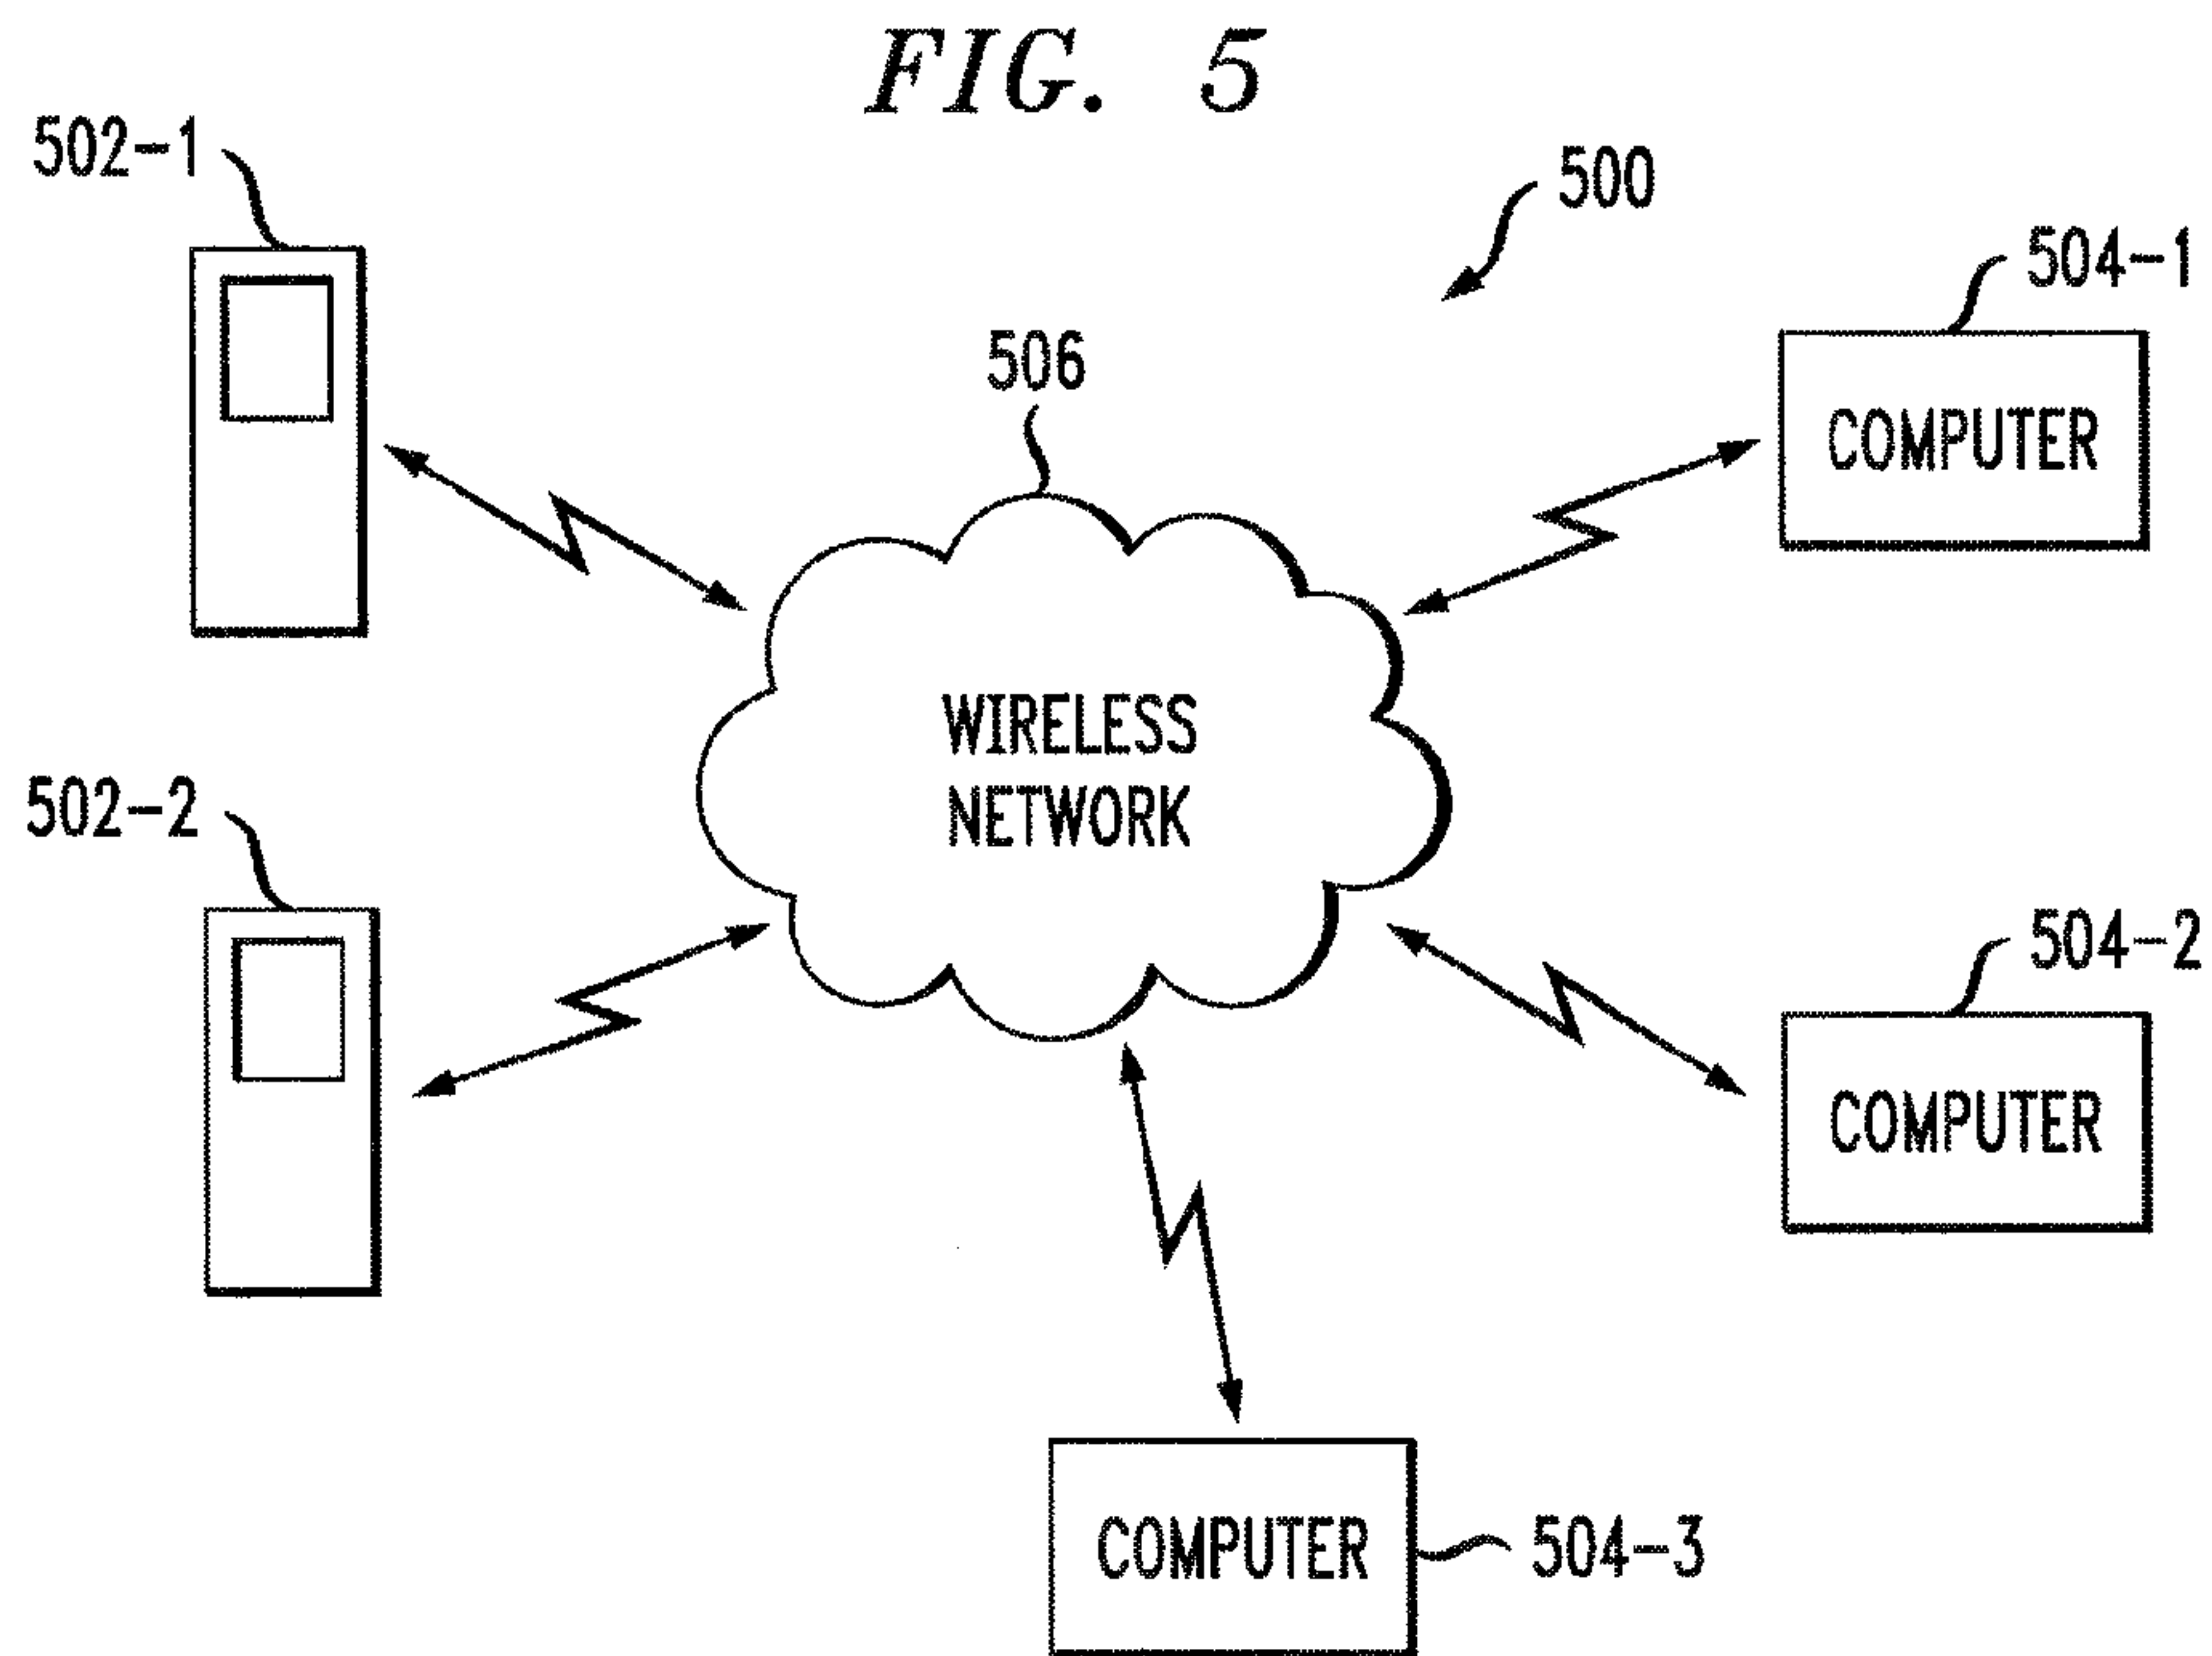 FIG. 5
502-1
500
504-1
506
COMPUTER
WIRELESS
NETWORK
502-2
504-2
COMPUTER
COMPUTER
504-3